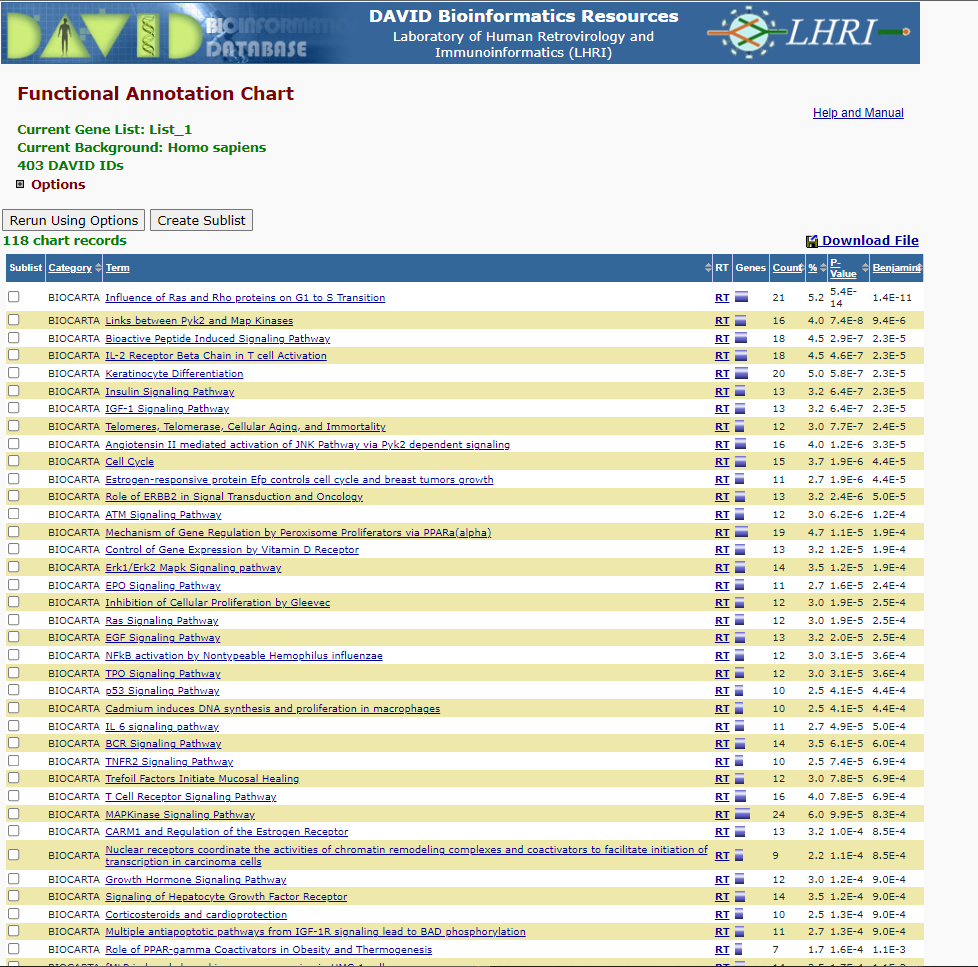 DAVID BIOINFORMATICS DATABASE
DAVID Bioinformatics Resources
Laboratory of Human Retrovirology and
Immunoinformatics (LHRI)
LHRI
Functional Annotation Chart
Help and Manual
Current Gene List: List_1
Current Background: Homo sapiens
403 DAVID IDs
Options
Rerun Using Options Create Sublist
118 chart records Download File
Sublist Category Term RT Genes Count % P-Value Benjamini
BIOCARTA Influence of Ras and Rho proteins on G1 to S Transition RT 21 5.2 5.4E-14 1.4E-11
BIOCARTA Links between Pyk2 and Map Kinases RT 16 4.0 7.4E-8 9.4E-6
BIOCARTA Bioactive Peptide Induced Signaling Pathway RT 18 4.5 2.9E-7 2.3E-5
BIOCARTA IL-2 Receptor Beta Chain in T cell Activation RT 18 4.5 4.6E-7 2.3E-5
BIOCARTA Keratinocyte Differentiation RT 20 5.0 5.8E-7 2.3E-5
BIOCARTA Insulin Signaling Pathway RT 13 3.2 6.4E-7 2.3E-5
BIOCARTA IGF-1 Signaling Pathway RT 13 3.2 6.4E-7 2.3E-5
BIOCARTA Telomeres, Telomerase, Cellular Aging, and Immortality RT 12 3.0 7.7E-7 2.4E-5
BIOCARTA Angiotensin II mediated activation of JNK Pathway via Pyk2 dependent signaling RT 16 4.0 1.2E-6 3.3E-5
BIOCARTA Cell Cycle RT 15 3.7 1.9E-6 4.4E-5
BIOCARTA Estrogen-responsive protein Efp controls cell cycle and breast tumors growth RT 11 2.7 1.9E-6 4.4E-5
BIOCARTA Role of ERBB2 in Signal Transduction and Oncology RT 13 3.2 2.4E-6 5.0E-5
BIOCARTA ATM Signaling Pathway RT 12 3.0 6.2E-6 1.2E-4
BIOCARTA Mechanism of Gene Regulation by Peroxisome Proliferators via PPARa(alpha) RT 19 4.7 1.1E-5 1.9E-4
BIOCARTA Control of Gene Expression by Vitamin D Receptor RT 13 3.2 1.2E-5 1.9E-4
BIOCARTA Erk1/Erk2 Mapk Signaling pathway RT 14 3.5 1.2E-5 1.9E-4
BIOCARTA EPO Signaling Pathway RT 11 2.7 1.6E-5 2.4E-4
BIOCARTA Inhibition of Cellular Proliferation by Gleevec RT 12 3.0 1.9E-5 2.5E-4
BIOCARTA Ras Signaling Pathway RT 12 3.0 1.9E-5 2.5E-4
BIOCARTA EGF Signaling Pathway RT 13 3.2 2.0E-5 2.5E-4
BIOCARTA NFkB activation by Nontypeable Hemophilus influenzae RT 12 3.0 3.1E-5 3.6E-4
BIOCARTA TPO Signaling Pathway RT 12 3.0 3.1E-5 3.6E-4
BIOCARTA p53 Signaling Pathway RT 10 2.5 4.1E-5 4.4E-4
BIOCARTA Cadmium induces DNA synthesis and proliferation in macrophages RT 10 2.5 4.1E-5 4.4E-4
BIOCARTA IL 6 signaling pathway RT 11 2.7 4.9E-5 5.0E-4
BIOCARTA BCR Signaling Pathway RT 14 3.5 6.1E-5 6.0E-4
BIOCARTA TNFR2 Signaling Pathway RT 10 2.5 7.4E-5 6.9E-4
BIOCARTA Trefoil Factors Initiate Mucosal Healing RT 12 3.0 7.8E-5 6.9E-4
BIOCARTA T Cell Receptor Signaling Pathway RT 16 4.0 7.8E-5 6.9E-4
BIOCARTA MAPKinase Signaling Pathway RT 24 6.0 9.9E-5 8.3E-4
BIOCARTA CARM1 and Regulation of the Estrogen Receptor RT 13 3.2 1.0E-4 8.5E-4
BIOCARTA Nuclear receptors coordinate the activities of chromatin remodeling complexes and coactivators to facilitate initiation of RT 9 2.2 1.1E-4 8.5E-4
transcription in carcinoma cells
BIOCARTA Growth Hormone Signaling Pathway RT 12 3.0 1.2E-4 9.0E-4
BIOCARTA Signaling of Hepatocyte Growth Factor Receptor RT 14 3.5 1.2E-4 9.0E-4
BIOCARTA Corticosteroids and cardioprotection RT 10 2.5 1.3E-4 9.0E-4
BIOCARTA Multiple antiapoptotic pathways from IGF-1R signaling lead to BAD phosphorylation RT 11 2.7 1.3E-4 9.0E-4
BIOCARTA Role of PPAR-gamma Coactivators in Obesity and Thermogenesis RT 7 1.7 1.6E-4 1.1E-3